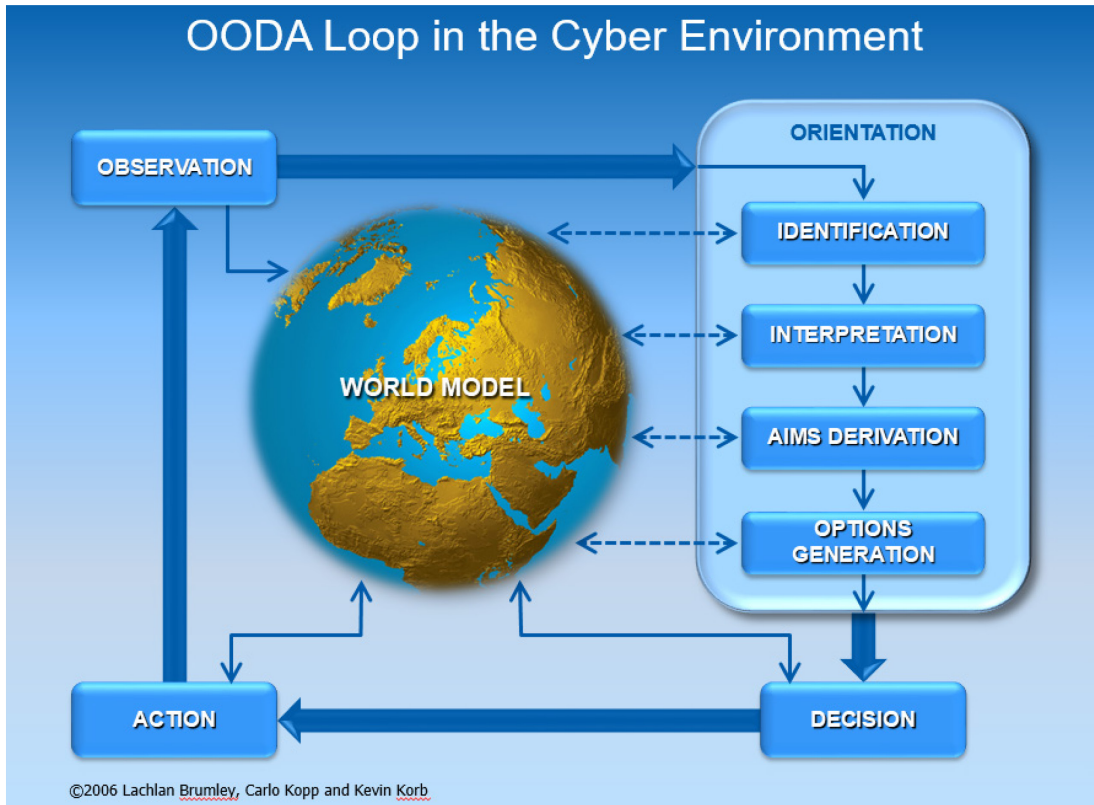 OODA Loop in the Cyber Environment
ORIENTATION
OBSERVATION
IDENTIFICATION
INTERPRETATION
WORLD MODEL
AIMS DERIVATION
OPTIONS
GENERATION
ACTION
DECISION
©2006 Lachlan Brumley, Carlo Kopp and Kevin Korb